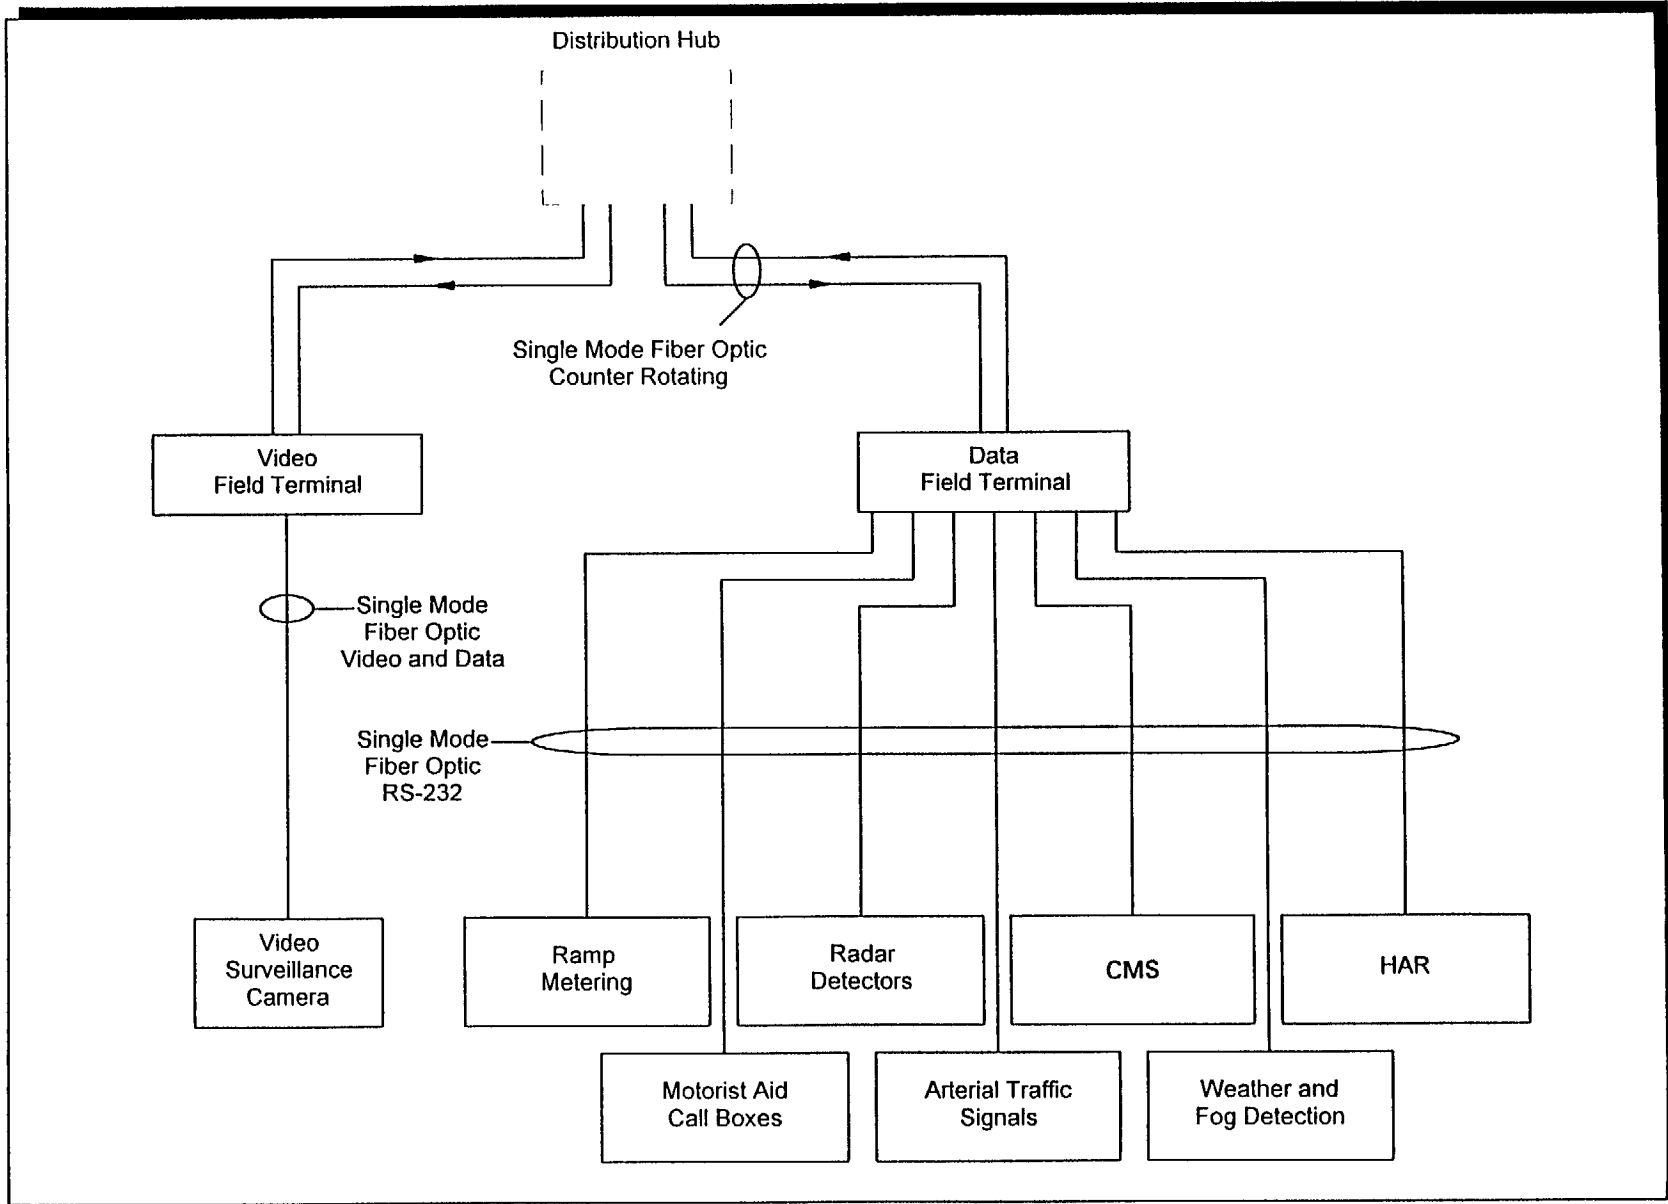 Distribution Hub
Single Mode Fiber Optic
Counter Rotating
Video
Field Terminal
Data
Field Terminal
Single Mode
Fiber Optic
Video and Data
Single Mode
Fiber Optic
RS-232
Video
Surveillance
Camera
Ramp
Metering
Radar
Detectors
CMS
HAR
Motorist Aid
Call Boxes
Arterial Traffic
Signals
Weather and
Fog Detection